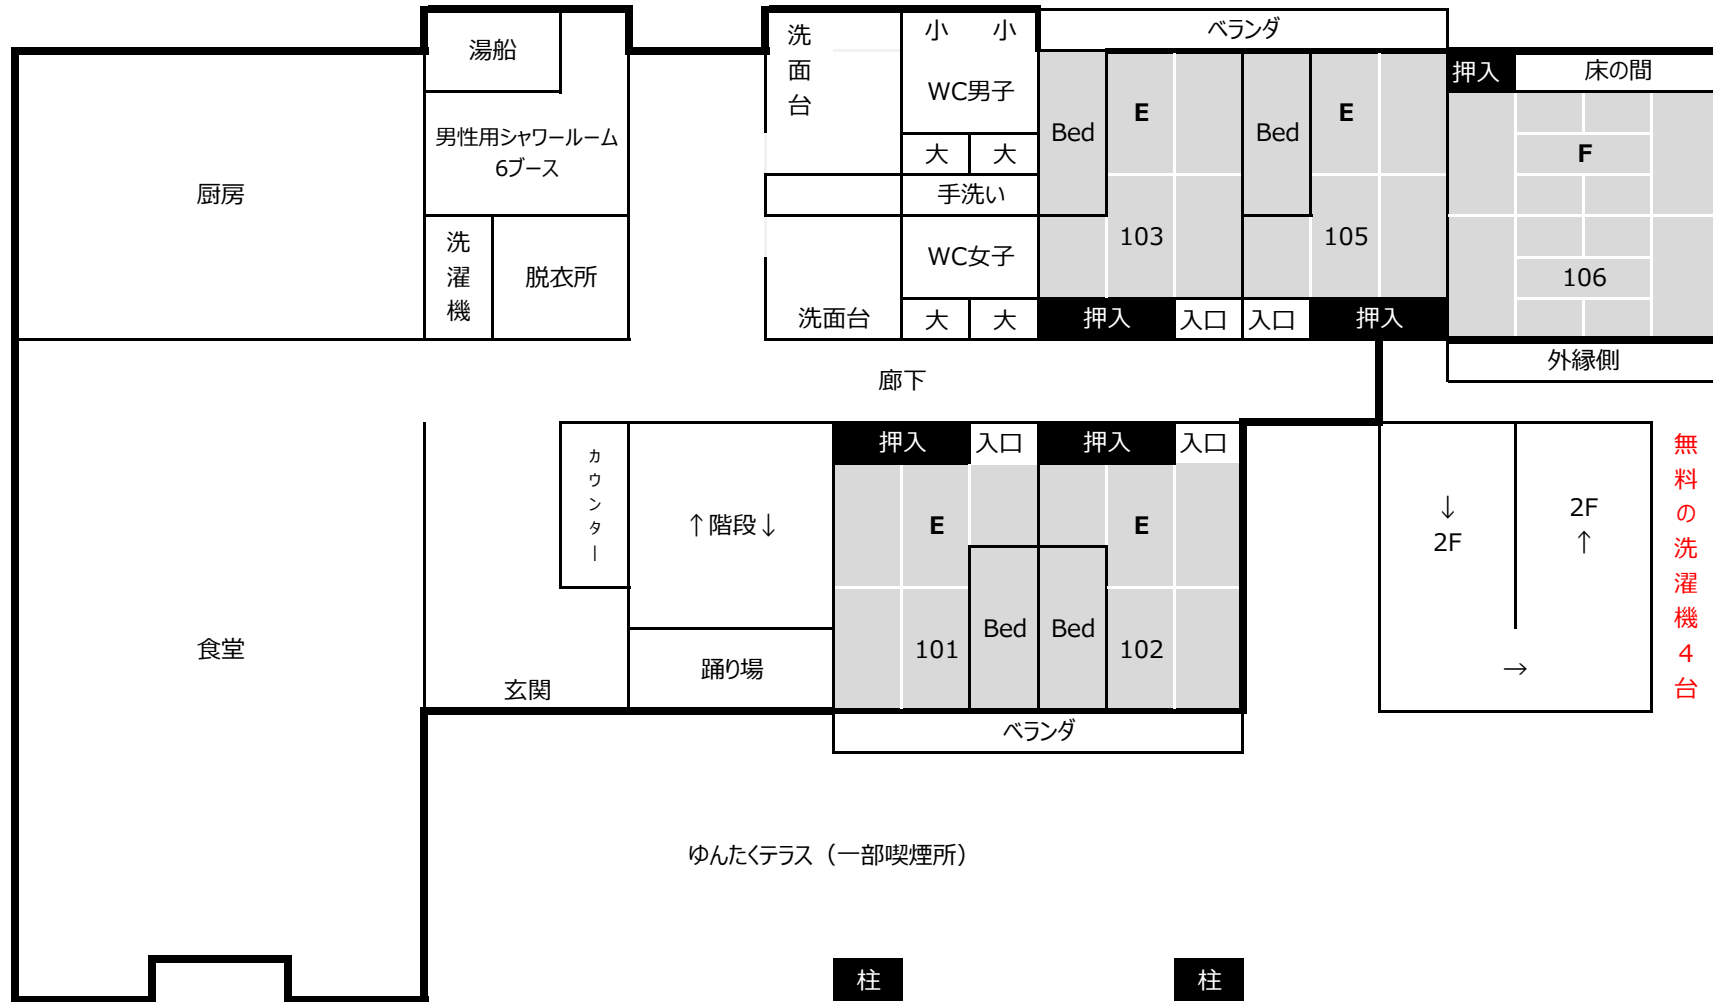 湯船
男性用シャワールーム
6ブース
厨房
洗濯機
脱衣所
洗面台
小 小
WC男子
大 大
手洗い
WC女子
洗面台
大 大
ベランダ
Bed
E
103
押入
入口
Bed
E
105
入口
押入
押入
床の間
F
106
外縁側
廊下
食堂
玄関
カウンター
↑階段↓
踊り場
押入
入口
E
101
Bed
押入
入口
E
Bed
102
ベランダ
↓
2F
2F
↑
→
無料の洗濯機4台
ゆんたくテラス（一部喫煙所）
柱
柱